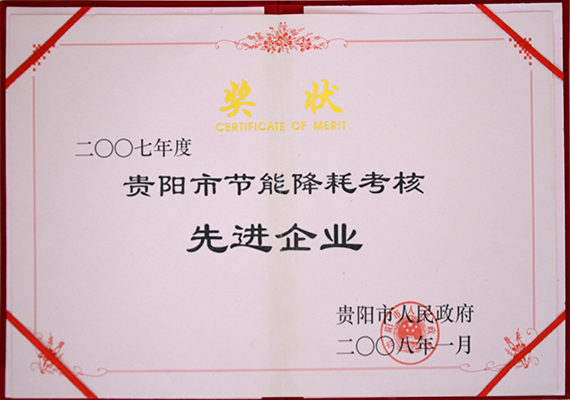 奖 状
CERTIFICATE OF MERIT
二〇〇七年度
贵阳市节能降耗考核
先进企业
贵阳市人民政府
二〇〇八年一月